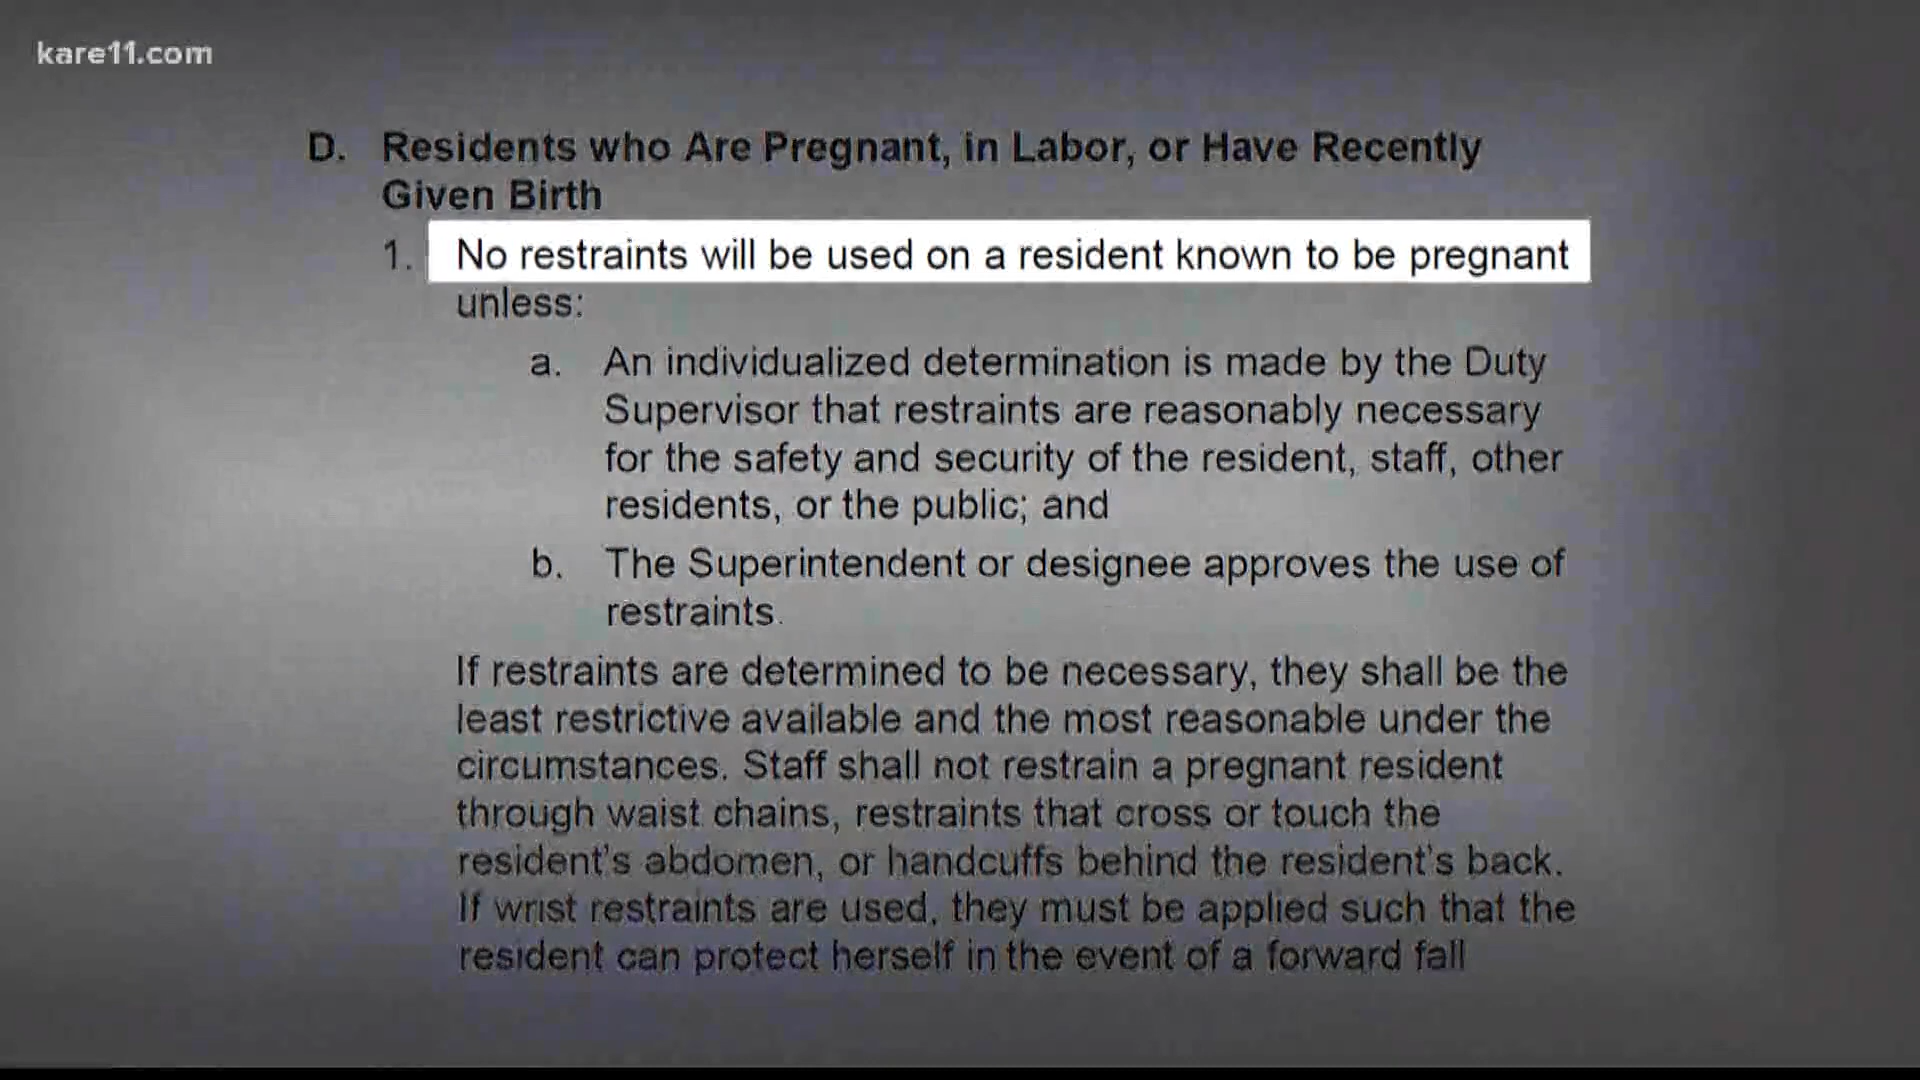 kare11.com
D. Residents who Are Pregnant, in Labor, or Have Recently
Given Birth
1. No restraints will be used on a resident known to be pregnant
unless:
a. An individualized determination is made by the Duty
Supervisor that restraints are reasonably necessary
for the safety and security of the resident, staff, other
residents, or the public; and
b. The Superintendent or designee approves the use of
restraints.
If restraints are determined to be necessary, they shall be the
least restrictive available and the most reasonable under the
circumstances. Staff shall not restrain a pregnant resident
through waist chains, restraints that cross or touch the
resident's abdomen, or handcuffs behind the resident's back.
If wrist restraints are used, they must be applied such that the
resident can protect herself in the event of a forward fall